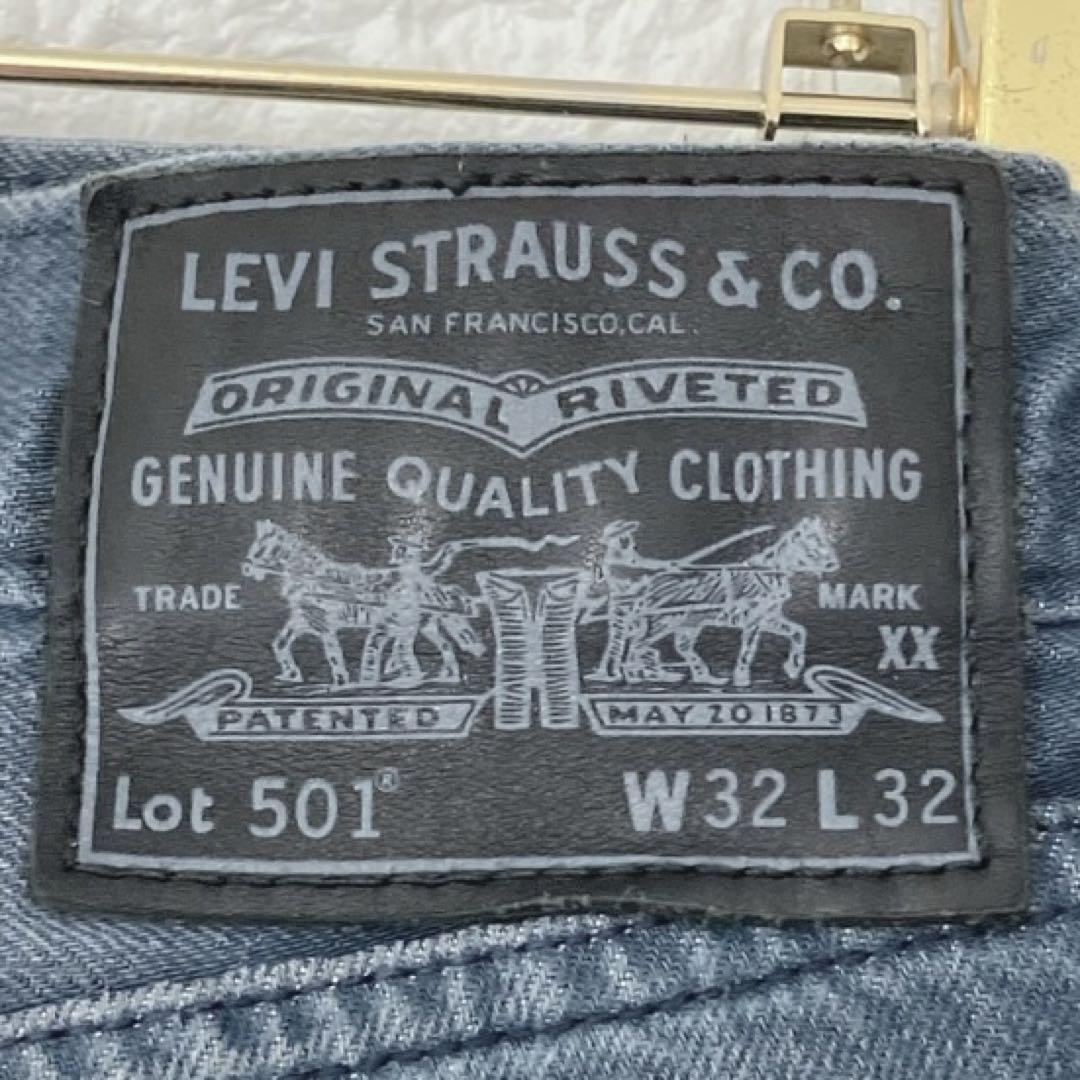 LEVI STRAUSS & CO.
SAN FRANCISCO, CAL.
ORIGINAL RIVETED
GENUINE QUALITY CLOTHING
TRADE MARK
XX
PATENTED MAY 20 1873
Lot 501® W32 L32